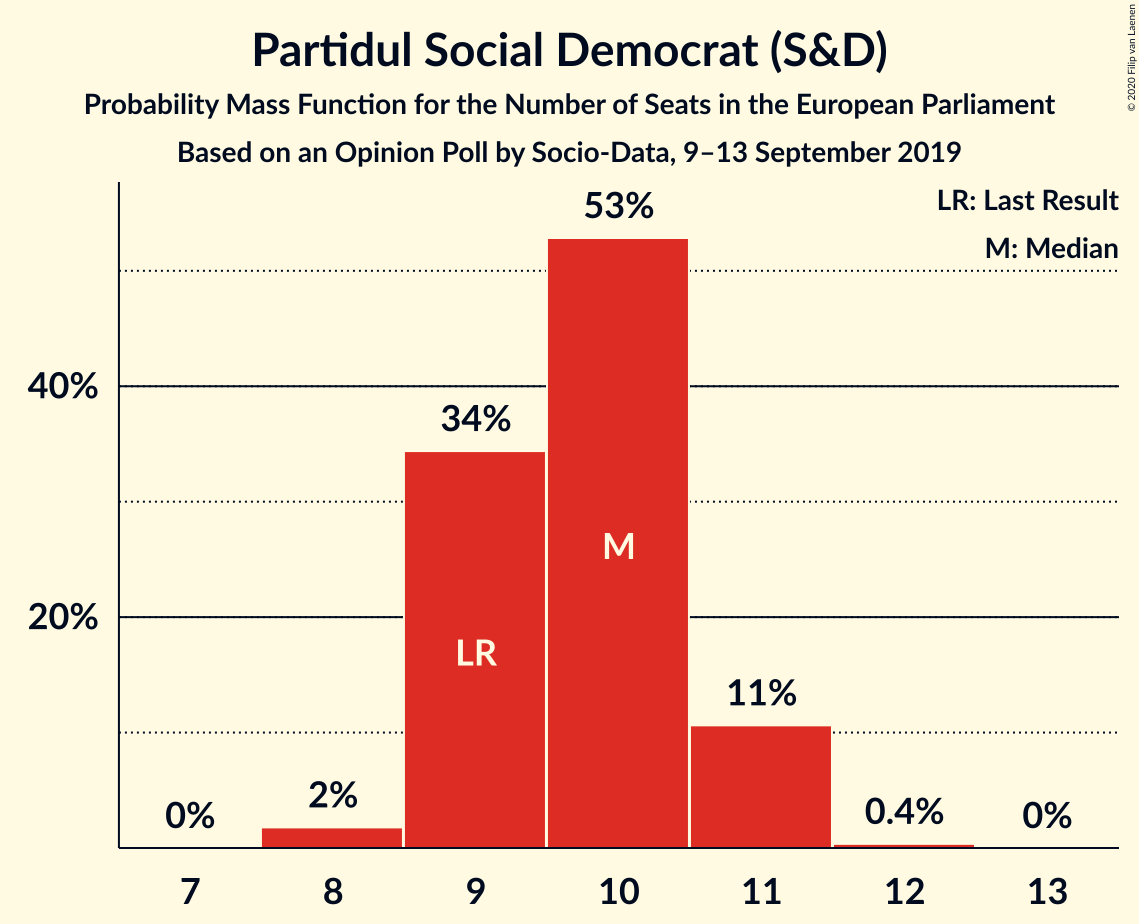 Partidul Social Democrat (S&D)
Probability Mass Function for the Number of Seats in the European Parliament
Based on an Opinion Poll by Socio-Data, 9–13 September 2019
© 2020 Filip van Laenen
LR: Last Result
M: Median
53%
40%
34%
M
20%
LR
11%
0%
2%
0.4%
0%
7
8
9
10
11
12
13